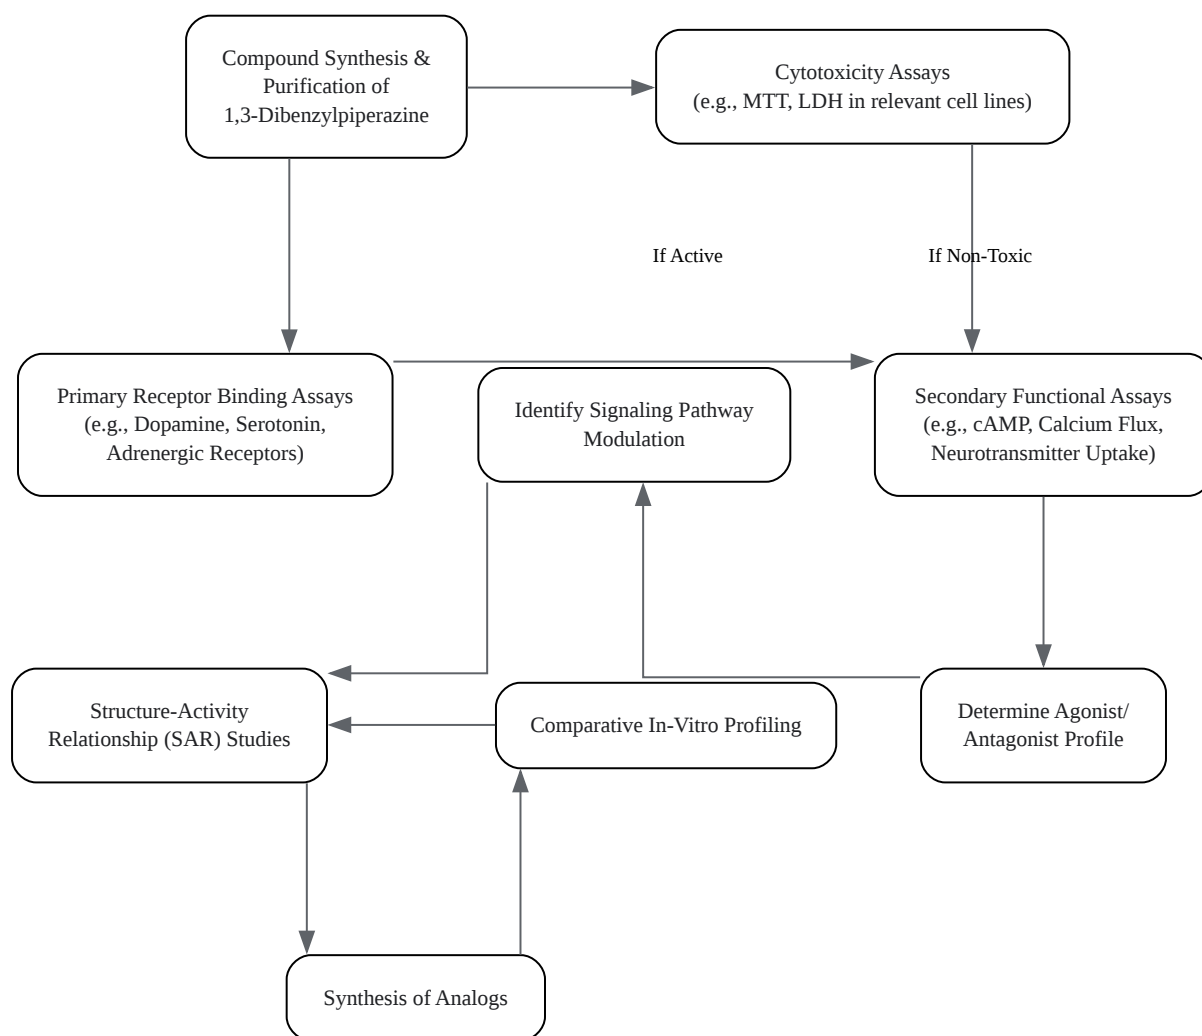 Compound Synthesis &
Purification of
1,3-Dibenzylpiperazine
Cytotoxicity Assays
(e.g., MTT, LDH in relevant cell lines)
If Active
If Non-Toxic
Primary Receptor Binding Assays
(e.g., Dopamine, Serotonin,
Adrenergic Receptors)
Identify Signaling Pathway
Modulation
Secondary Functional Assays
(e.g., cAMP, Calcium Flux,
Neurotransmitter Uptake)
Structure-Activity
Relationship (SAR) Studies
Comparative In-Vitro Profiling
Determine Agonist/
Antagonist Profile
Synthesis of Analogs